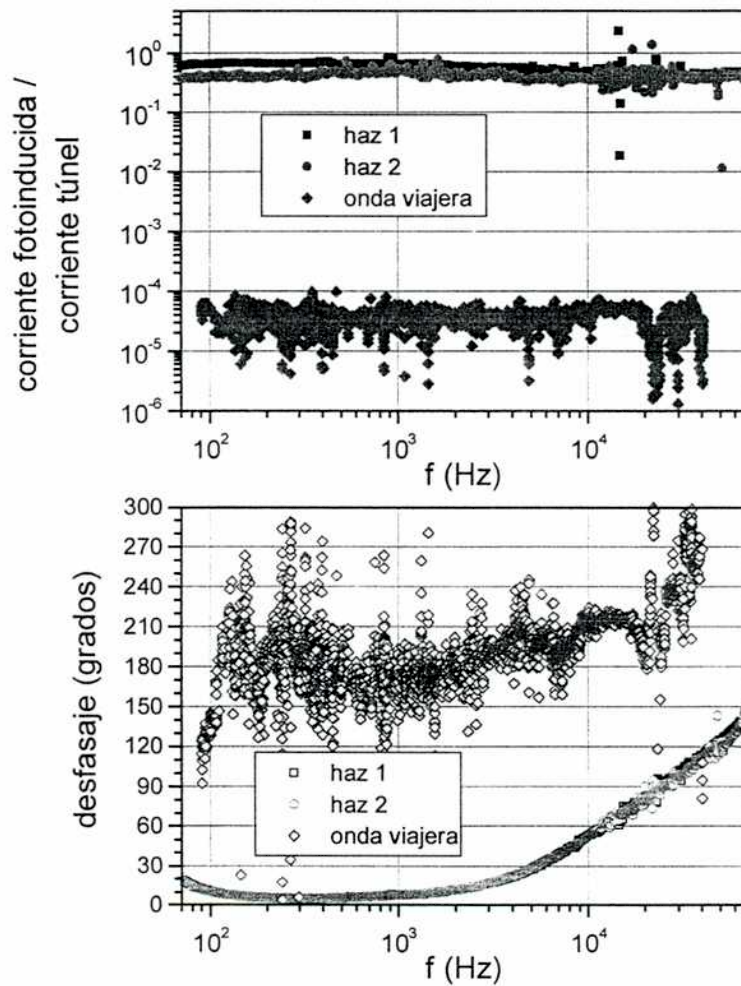 corriente fotoinducida /
corriente túnel
10^0
10^-1
10^-2
10^-3
10^-4
10^-5
10^-6
haz 1
haz 2
onda viajera
10^2
10^3
10^4
f (Hz)
desfasaje (grados)
300
270
240
210
180
150
120
90
60
30
0
haz 1
haz 2
onda viajera
10^2
10^3
10^4
f (Hz)